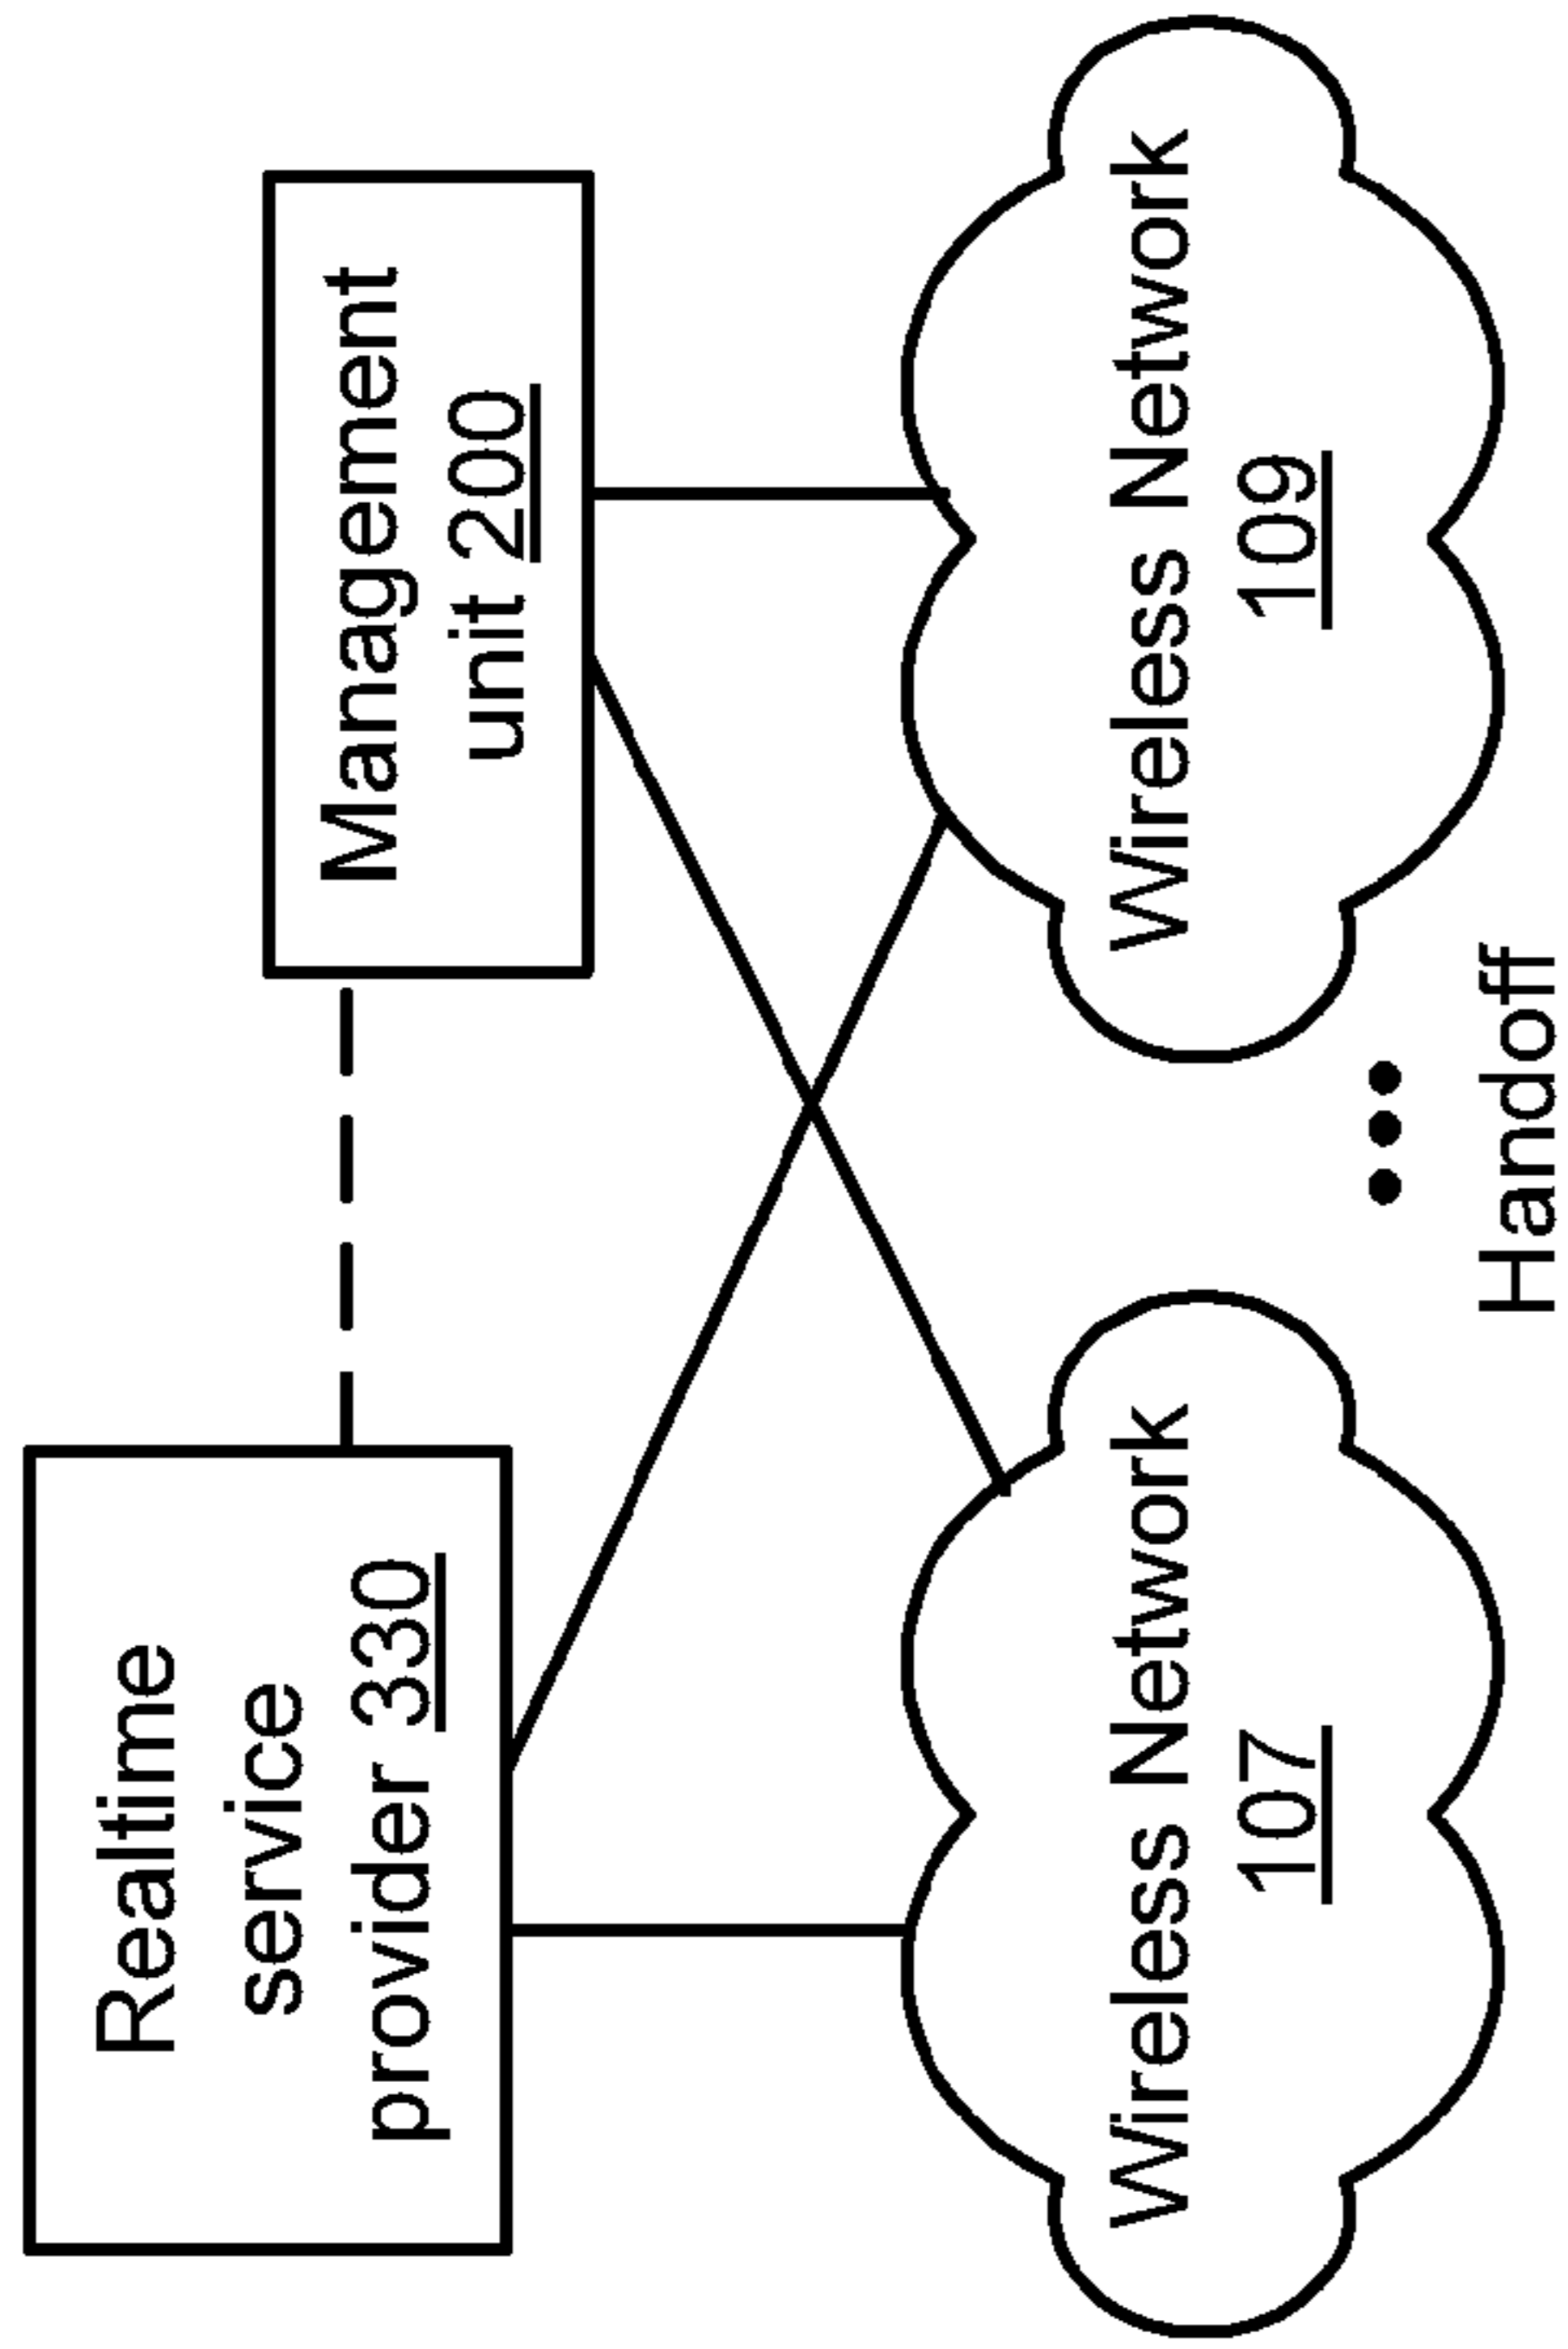 Realtime
service
provider 330
Management
unit 200
Wireless Network
107
Wireless Network
109
Handoff